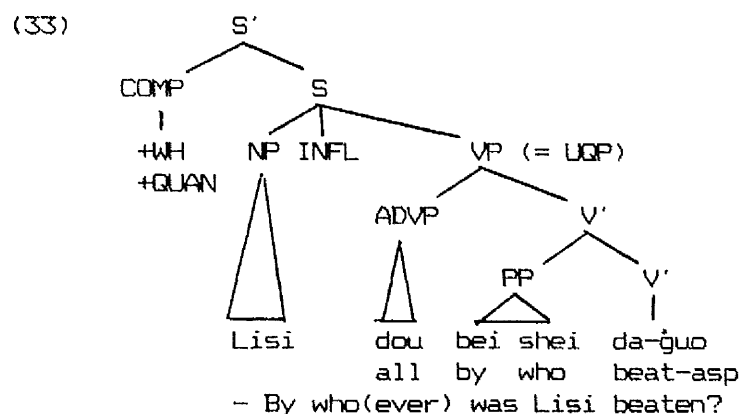 (33) S'
COMP S
+WH NP INFL VP (= UQP)
+QUAN
ADVP V'
PP V'
Lisi dou bei shei da-guo
all by who beat-asp
- By who(ever) was Lisi beaten?